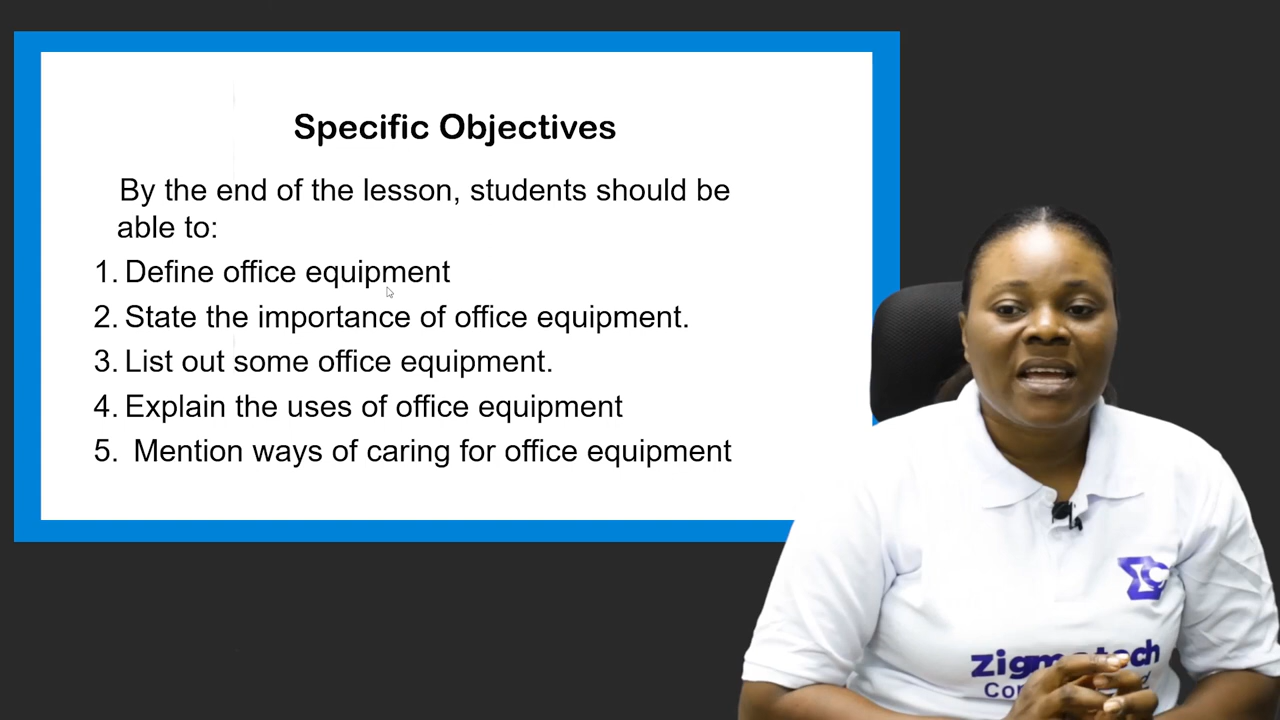 Specific Objectives
By the end of the lesson, students should be
able to:
1. Define office equipment
2. State the importance of office equipment.
3. List out some office equipment.
4. Explain the uses of office equipment
5. Mention ways of caring for office equipment